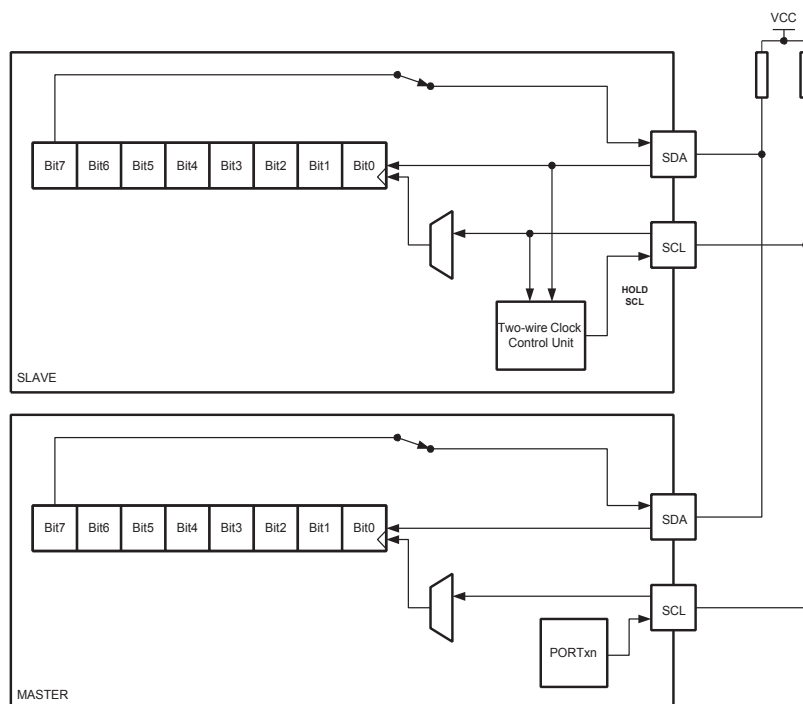 VCC
Bit7 Bit6 Bit5 Bit4 Bit3 Bit2 Bit1 Bit0
SDA
SCL
HOLD
SCL
Two-wire Clock
Control Unit
SLAVE
Bit7 Bit6 Bit5 Bit4 Bit3 Bit2 Bit1 Bit0
SDA
SCL
PORTxn
MASTER